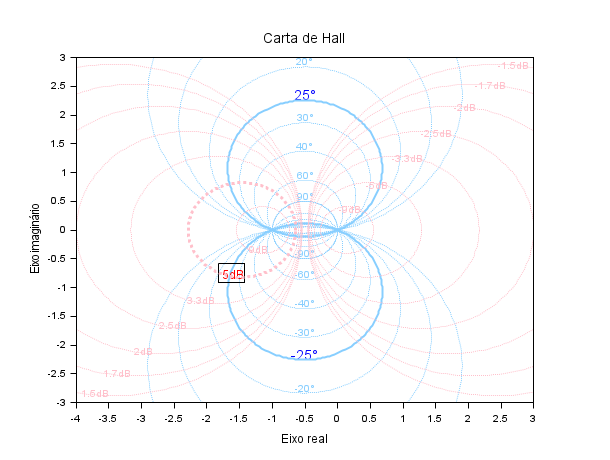 Carta de Hall
3
2.5
2
1.5
1
0.5
0
-0.5
-1
-1.5
-2
-2.5
-3
Eixo imaginário
-4 -3.5 -3 -2.5 -2 -1.5 -1 -0.5 0 0.5 1 1.5 2 2.5 3
Eixo real
20°
25°
30°
40°
60°
90°
-90°
-60°
-40°
-30°
-25°
-20°
-1.5dB
-1.7dB
-2dB
-2.5dB
-3.3dB
-5dB
-9dB
9dB
5dB
3.3dB
2.5dB
2dB
1.7dB
1.5dB